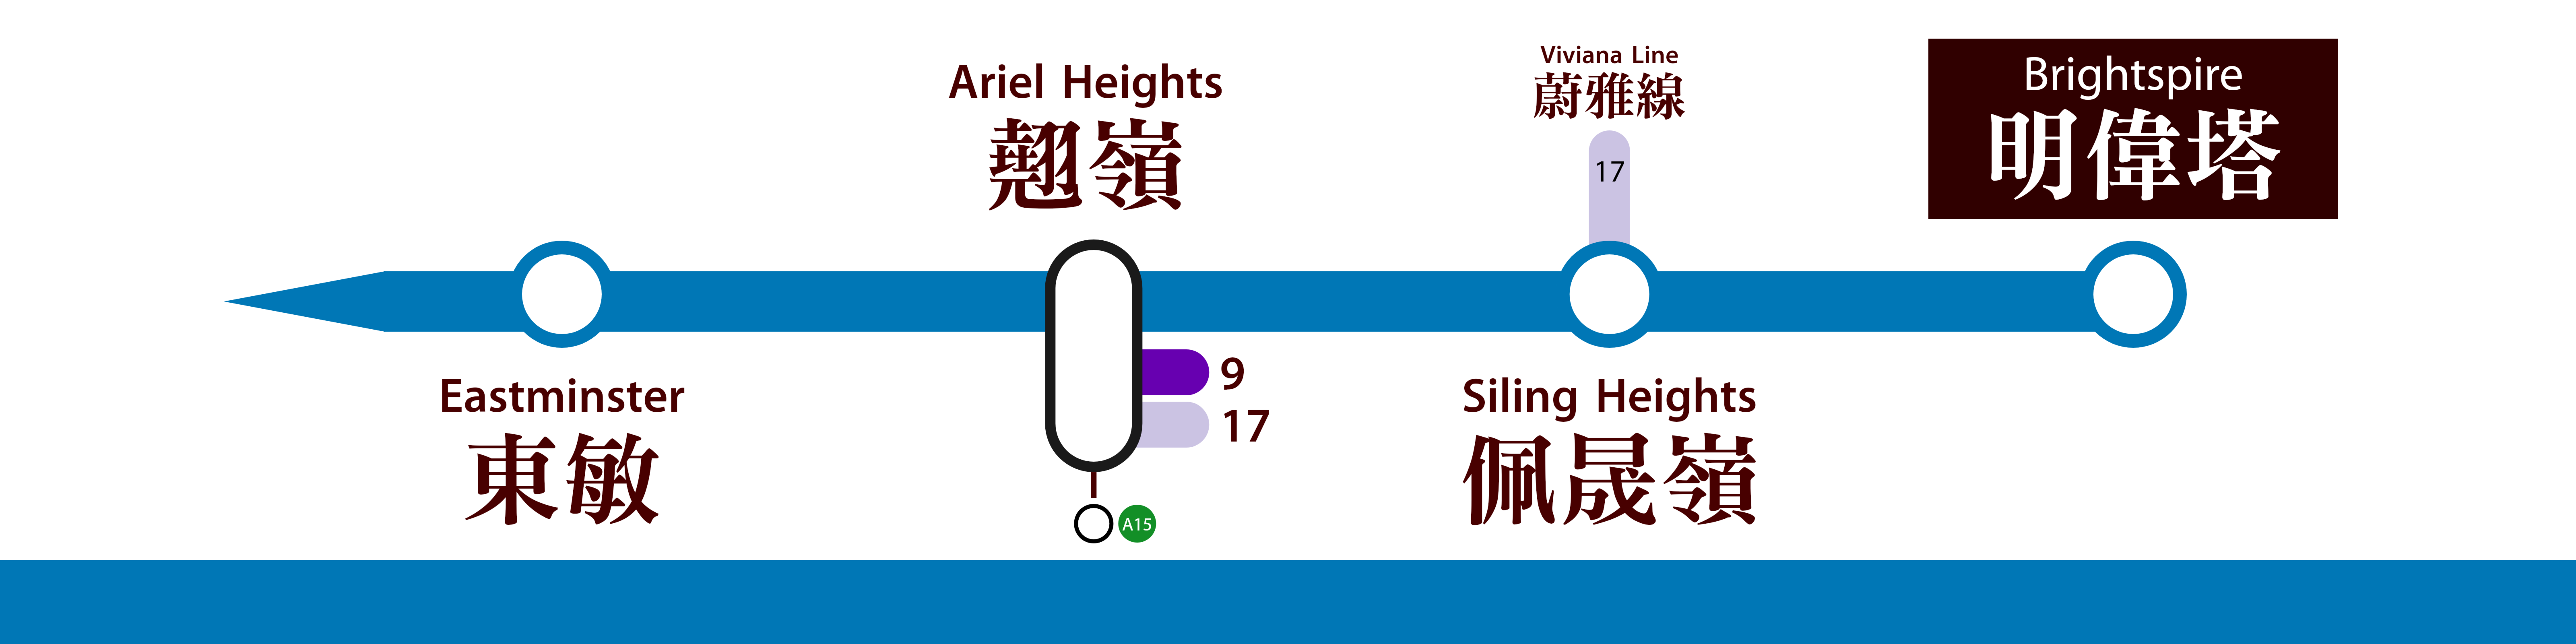 Ariel Heights
翹嶺
Viviana Line
蔚雅線
17
Brightspire
明偉塔
9
17
A15
Eastminster
東敏
Siling Heights
佩晟嶺